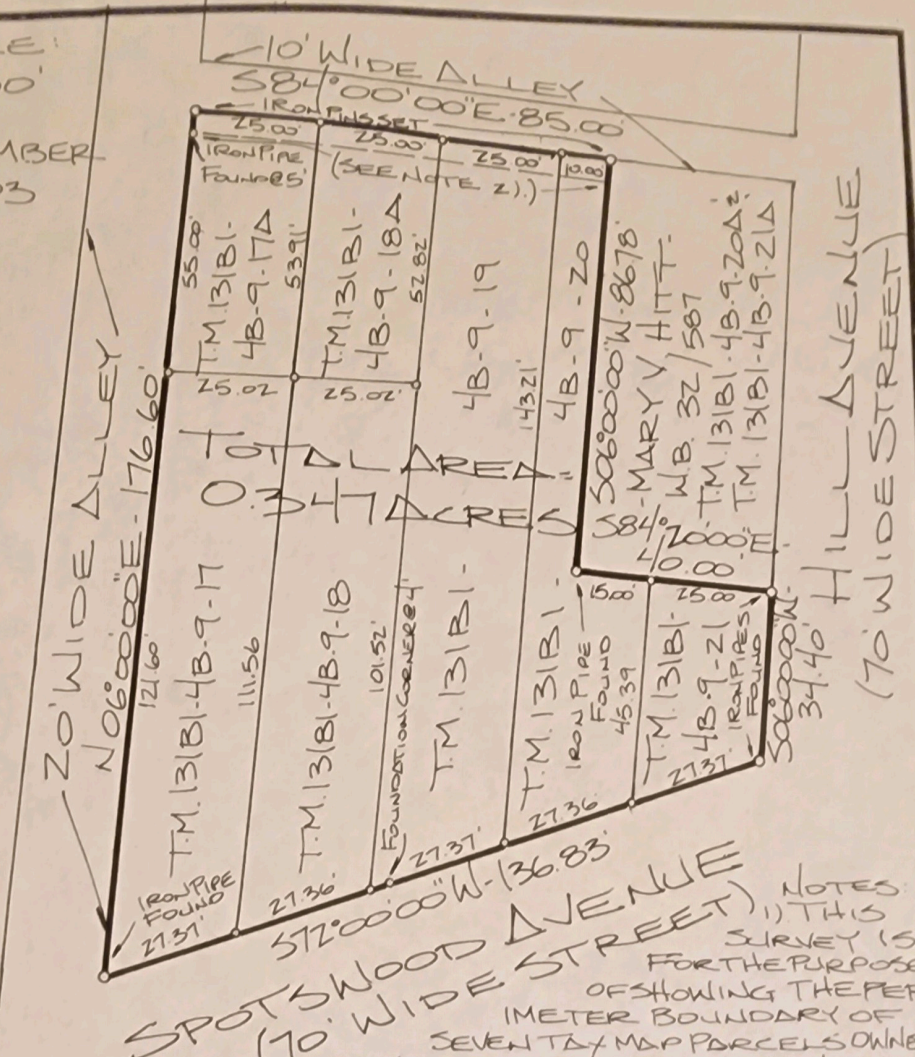 LE:
0'
MBER
03
10' WIDE ALLEY
S84°00'00"E-85.00'
IRON PINS SET
25.00'
25.00'
25.00'
10.00'
IRON PIPE
FOUND@5'
(SEE NOTE 2).)
55.00'
T.M.131B1-
4B-9-17A
53.91'
T.M.131B1-
4B-9-18A
52.82'
4B-9-19
143.21'
4B-9-20
S06°00'00"W-86.78'
MARY V HITT-
W.B. 32/587
T.M.131B1-4B-9-20A&
T.M.131B1-4B-9-21A
HILL AVENUE
(70' WIDE STREET)
25.02
25.02'
20' WIDE ALLEY
N06°00'00"E-176.60'
TOTAL AREA=
0.347 ACRES
S84°20'00"E-
40.00'
15.00'
25.00
121.60'
T.M.131B1-4B-9-17
111.56
T.M.131B1-4B-9-18
101.52'
FOUNDATION CORNER@4'
T.M.131B1-
T.M.131B1-
IRON PIPE
FOUND
45.39
T.M.131B1-
4B-9-21
IRON PIPES
FOUND
S06°00'00"W-
34.40'
IRON PIPE
FOUND
27.37'
27.36'
27.37'
27.36
27.37'
S72°00'00"W-136.83'
SPOTSWOOD AVENUE
(70' WIDE STREET)
NOTES:
1) THIS
SURVEY IS
FOR THE PURPOSE
OF SHOWING THE PER
IMETER BOUNDARY OF
SEVEN TAX MAP PARCELS OWNE